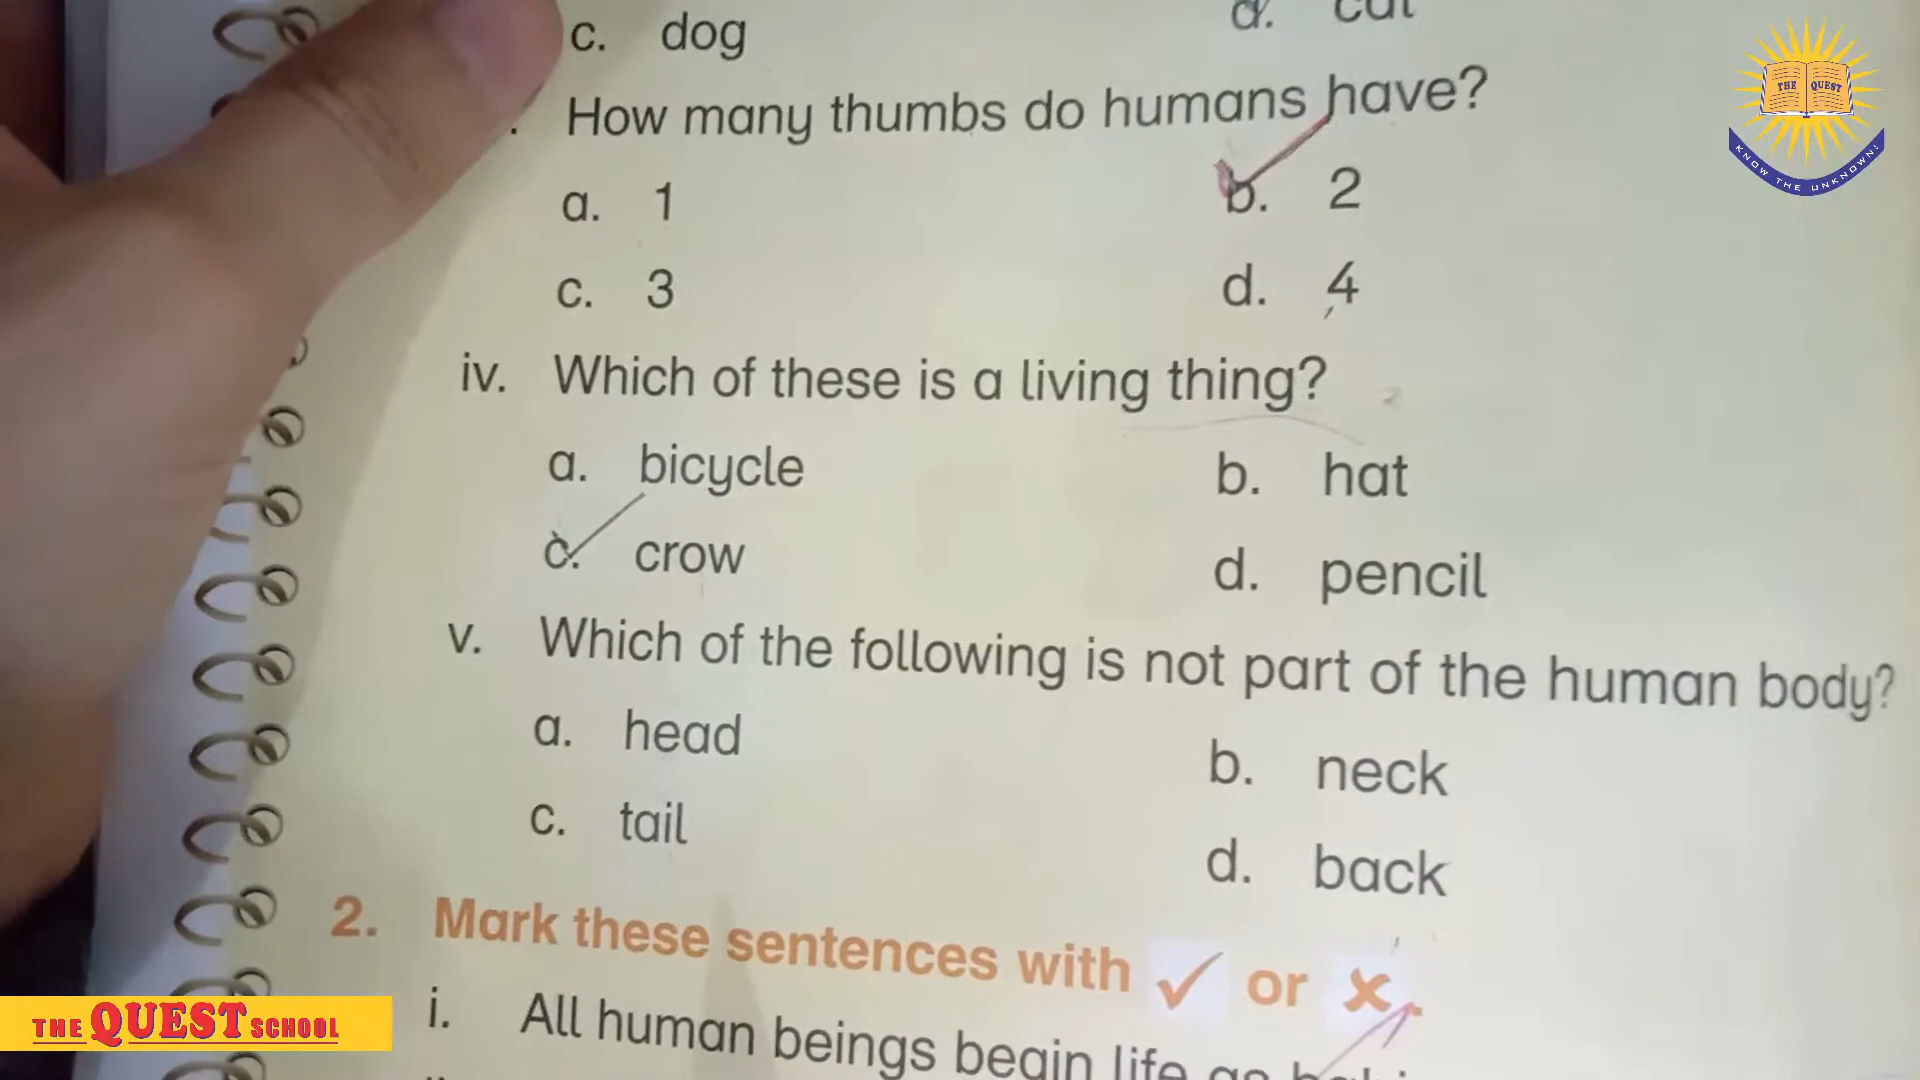 c. dog d. cat
How many thumbs do humans have?
a. 1 b. 2
c. 3 d. 4
iv. Which of these is a living thing?
a. bicycle b. hat
c. crow d. pencil
v. Which of the following is not part of the human body?
a. head b. neck
c. tail d. back
2. Mark these sentences with ✓ or ✗.
i. All human beings begin life
THE QUEST
KNOW THE UNKNOWN!
THE QUEST SCHOOL